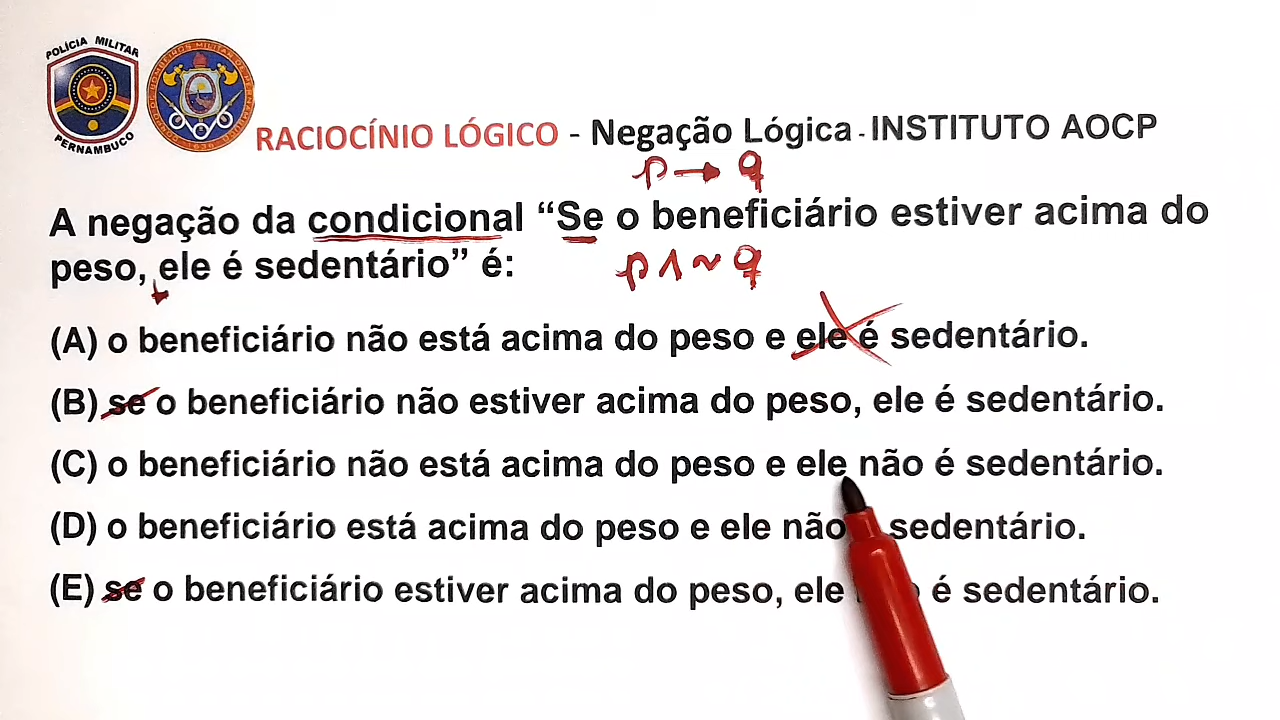 POLÍCIA MILITAR
PERNAMBUCO
RACIOCÍNIO LÓGICO - Negação Lógica - INSTITUTO AOCP
p → q
A negação da condicional “Se o beneficiário estiver acima do
peso, ele é sedentário” é:
p ∧ ~ q
(A) o beneficiário não está acima do peso e ele é sedentário.
(B) se o beneficiário não estiver acima do peso, ele é sedentário.
(C) o beneficiário não está acima do peso e ele não é sedentário.
(D) o beneficiário está acima do peso e ele não sedentário.
(E) se o beneficiário estiver acima do peso, ele é sedentário.